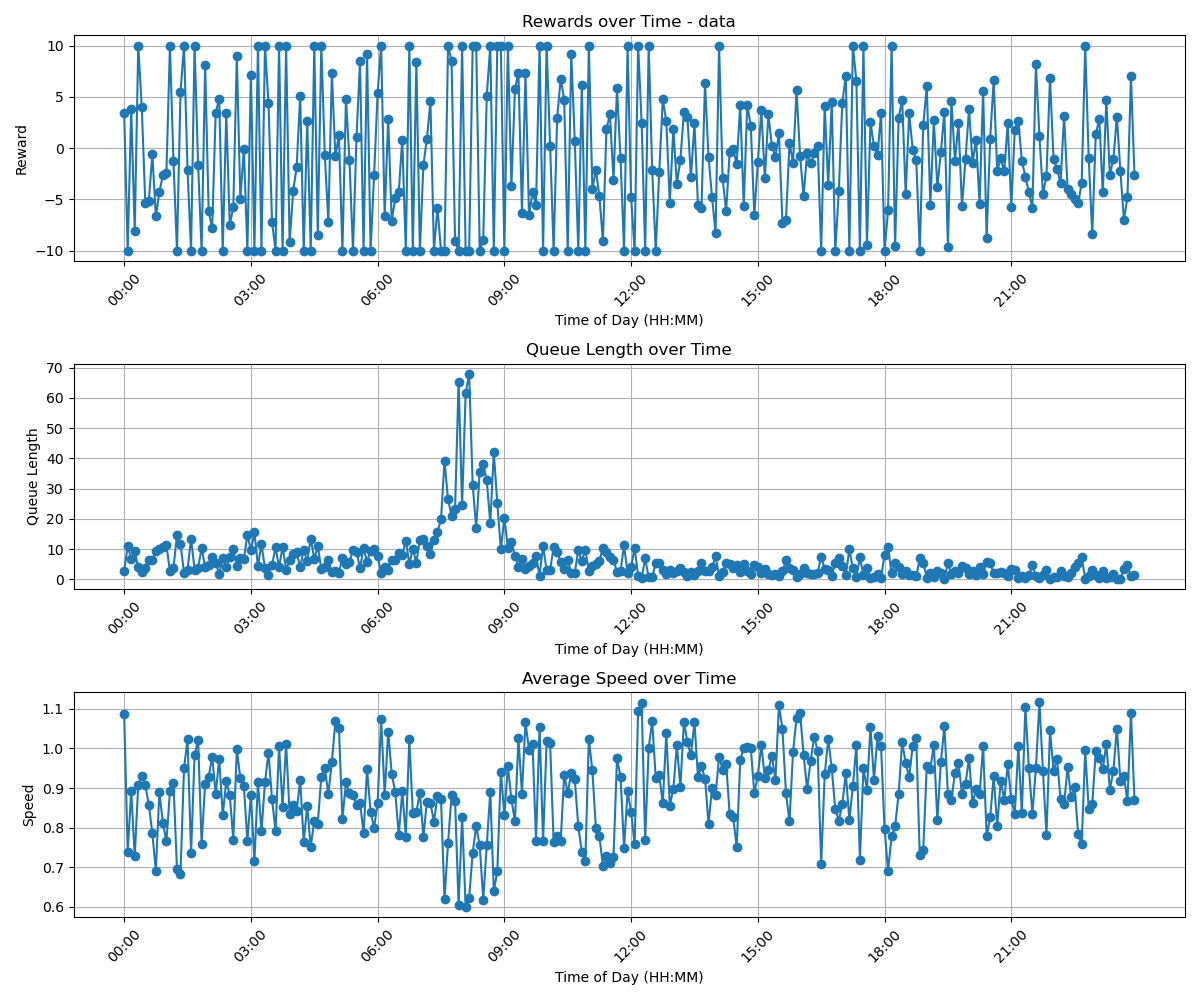 Rewards over Time - data
10
5
0
−5
−10
Reward
00:00 03:00 06:00 09:00 12:00 15:00 18:00 21:00
Time of Day (HH:MM)
Queue Length over Time
70
60
50
40
30
20
10
0
Queue Length
00:00 03:00 06:00 09:00 12:00 15:00 18:00 21:00
Time of Day (HH:MM)
Average Speed over Time
1.1
1.0
0.9
0.8
0.7
0.6
Speed
00:00 03:00 06:00 09:00 12:00 15:00 18:00 21:00
Time of Day (HH:MM)